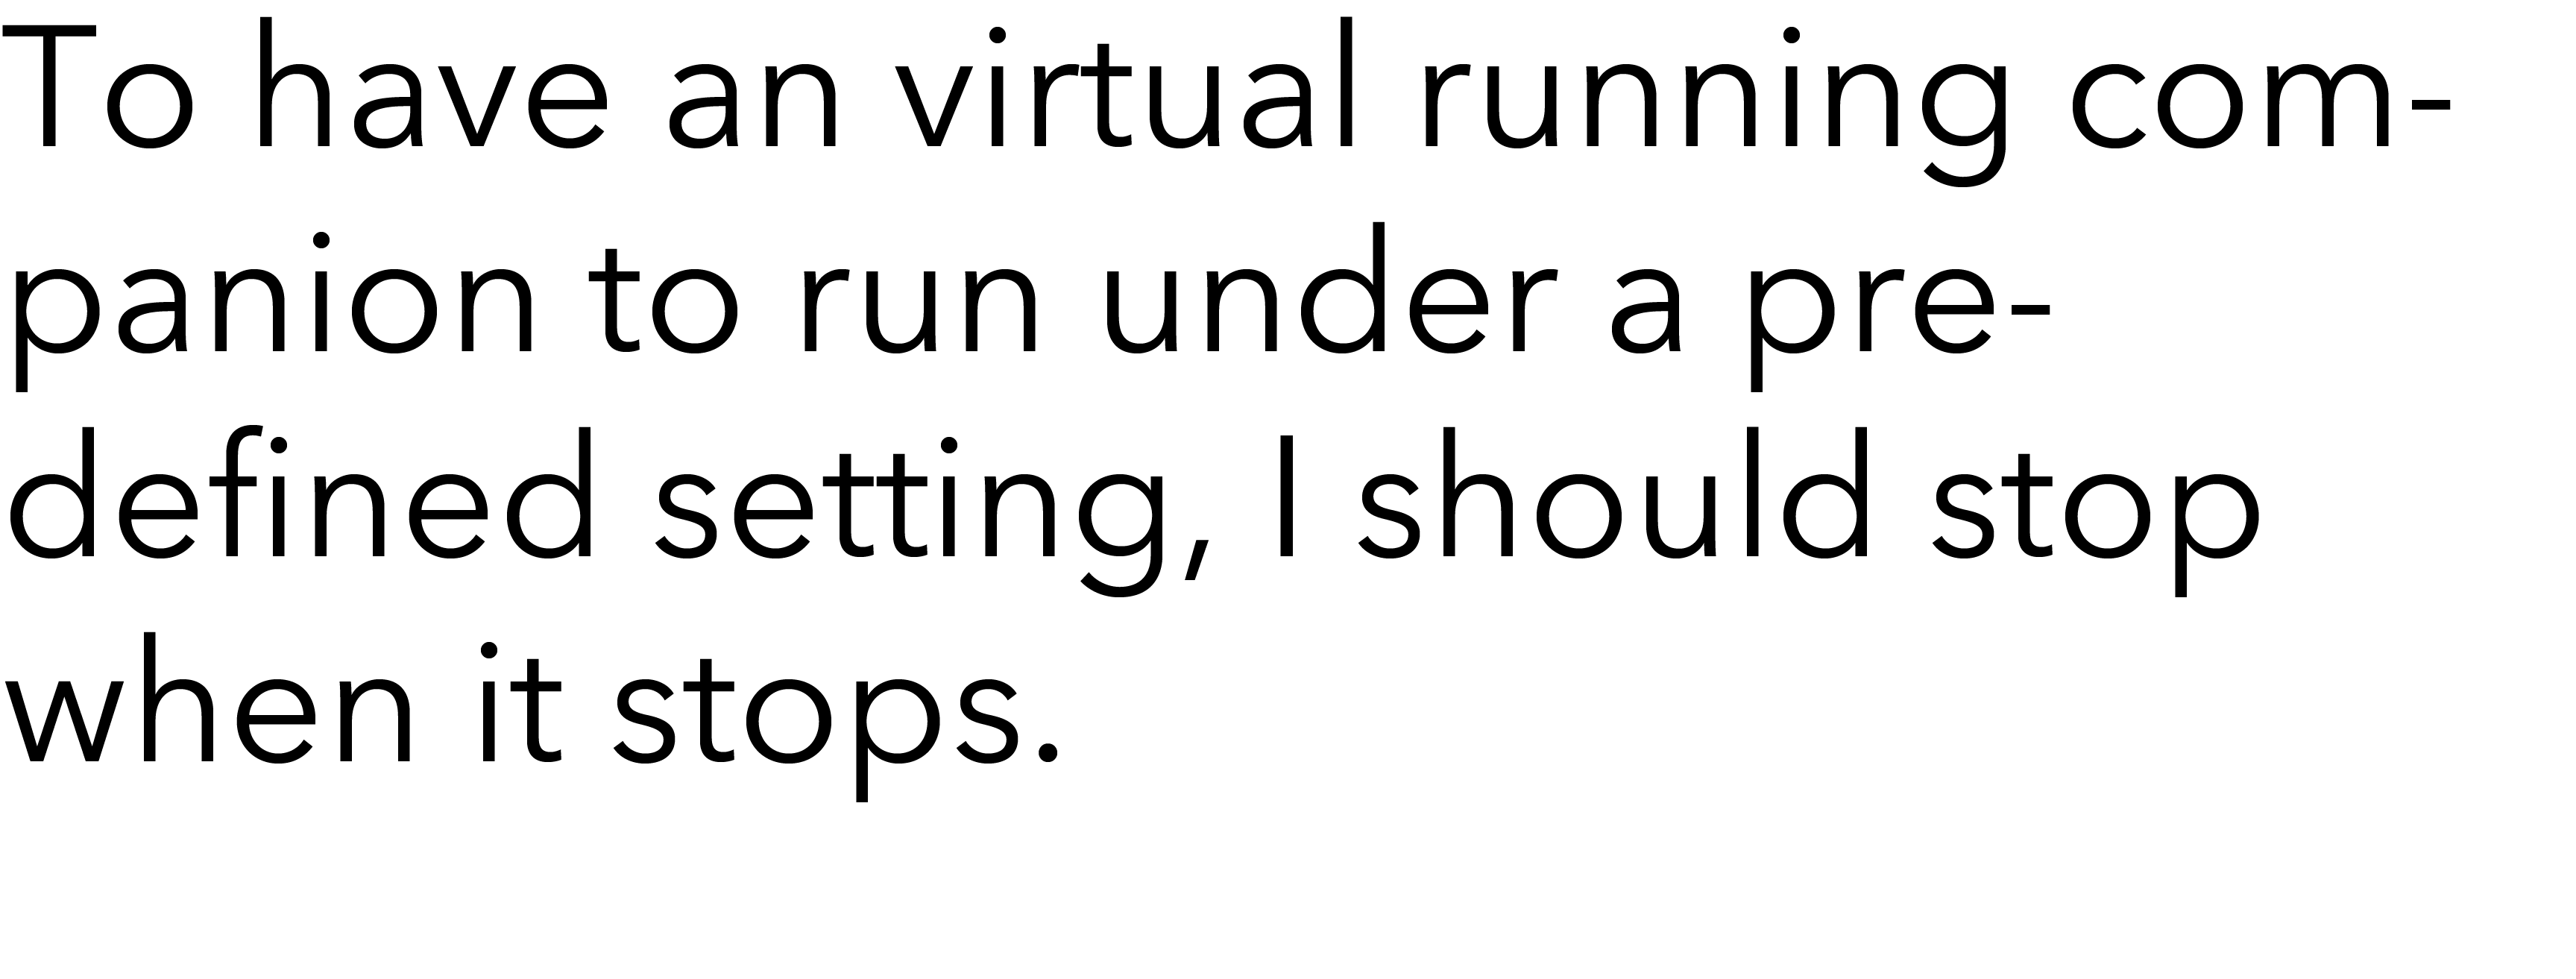 To have an virtual running com-
panion to run under a pre-
defined setting, I should stop
when it stops.